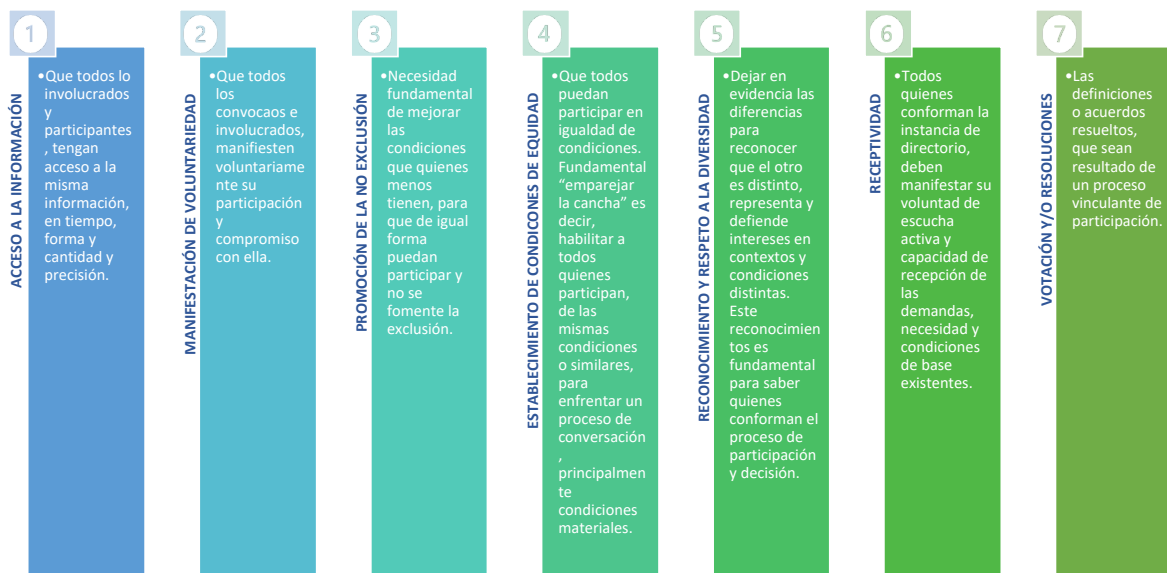 1
ACCESO A LA INFORMACIÓN
•Que todos lo
involucrados
y
participantes
, tengan
acceso a la
misma
información,
en tiempo,
forma y
cantidad y
precisión.
2
MANIFESTACIÓN DE VOLUNTARIEDAD
•Que todos
los
convocaos e
involucrados,
manifiesten
voluntariame
nte su
participación
y
compromiso
con ella.
3
PROMOCIÓN DE LA NO EXCLUSIÓN
•Necesidad
fundamental
de mejorar
las
condiciones
que quienes
menos
tienen, para
que de igual
forma
puedan
participar y
no se
fomente la
exclusión.
4
ESTABLECIMIENTO DE CONDICONES DE EQUIDAD
•Que todos
puedan
participar en
igualdad de
condiciones.
Fundamental
“emparejar
la cancha” es
decir,
habilitar a
todos
quienes
participan,
de las
mismas
condiciones
o similares,
para
enfrentar un
proceso de
conversación
,
principalmen
te
condiciones
materiales.
5
RECONOCIMIENTO Y RESPETO A LA DIVERSIDAD
•Dejar en
evidencia las
diferencias
para
reconocer
que el otro
es distinto,
representa y
defiende
intereses en
contextos y
condiciones
distintas.
Este
reconocimien
tos es
fundamental
para saber
quienes
conforman el
proceso de
participación
y decisión.
6
RECEPTIVIDAD
•Todos
quienes
conforman la
instancia de
directorio,
deben
manifestar su
voluntad de
escucha
activa y
capacidad de
recepción de
las
demandas,
necesidad y
condiciones
de base
existentes.
7
VOTACIÓN Y/O RESOLUCIONES
•Las
definiciones
o acuerdos
resueltos,
que sean
resultado de
un proceso
vinculante de
participación.